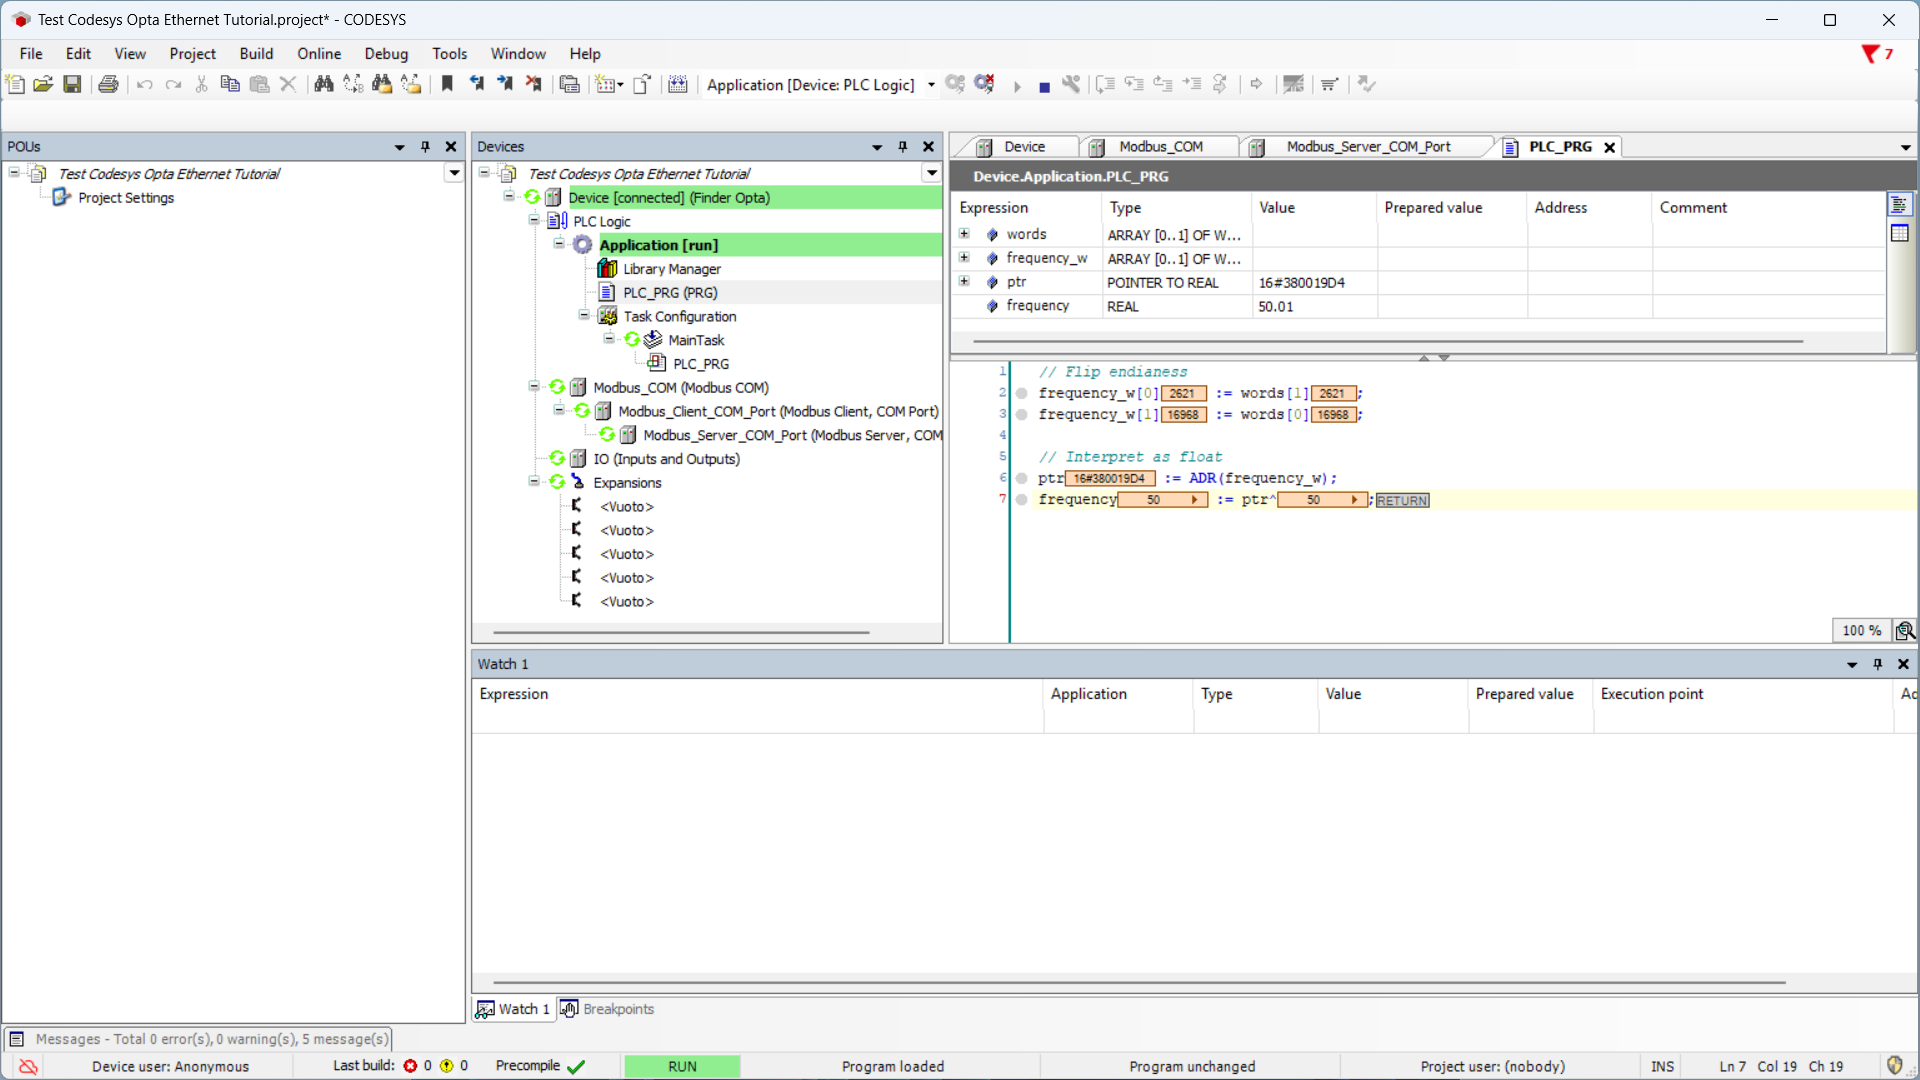 Test Codesys Opta Ethernet Tutorial.project* - CODESYS
File Edit View Project Build Online Debug Tools Window Help
7
Application [Device: PLC Logic]
POUs
Test Codesys Opta Ethernet Tutorial
Project Settings
Devices
Test Codesys Opta Ethernet Tutorial
Device [connected] (Finder Opta)
PLC Logic
Application [run]
Library Manager
PLC_PRG (PRG)
Task Configuration
MainTask
PLC_PRG
Modbus_COM (Modbus COM)
Modbus_Client_COM_Port (Modbus Client, COM Port)
Modbus_Server_COM_Port (Modbus Server, COM
IO (Inputs and Outputs)
Expansions
<Vuoto>
<Vuoto>
<Vuoto>
<Vuoto>
<Vuoto>
Device Modbus_COM Modbus_Server_COM_Port PLC_PRG
Device.Application.PLC_PRG
Expression Type Value Prepared value Address Comment
words ARRAY [0..1] OF W...
frequency_w ARRAY [0..1] OF W...
ptr POINTER TO REAL 16#380019D4
frequency REAL 50.01
1 // Flip endianess
2 frequency_w[0] 2621 := words[1] 2621 ;
3 frequency_w[1] 16968 := words[0] 16968 ;
4
5 // Interpret as float
6 ptr 16#380019D4 := ADR(frequency_w);
7 frequency 50 := ptr^ 50 ;RETURN
100 %
Watch 1
Expression Application Type Value Prepared value Execution point Ad
Watch 1 Breakpoints
Messages - Total 0 error(s), 0 warning(s), 5 message(s)
Device user: Anonymous Last build: 0 0 Precompile RUN Program loaded Program unchanged Project user: (nobody) INS Ln 7 Col 19 Ch 19